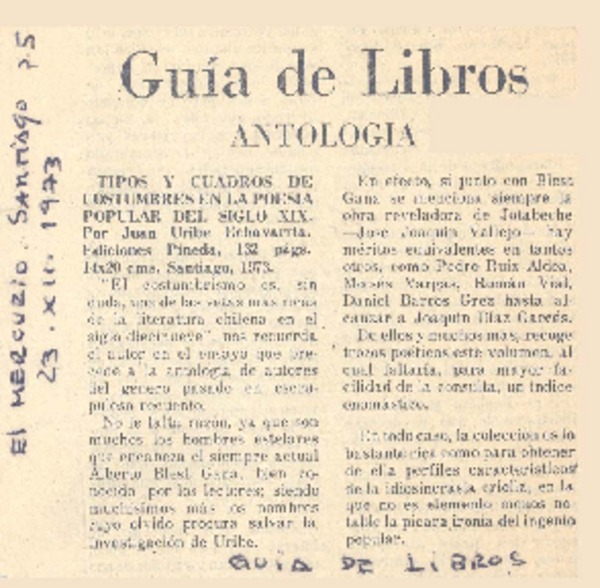 El MERCURIO. SANTIAGO P. 5
23. XII. 1973
Guía de Libros
ANTOLOGIA
TIPOS Y CUADROS DE
COSTUMBRES EN LA POESIA
POPULAR DEL SIGLO XIX.
Por Juan Uribe Echevarría.
Ediciones Pineda, 132 págs.
14x20 cms. Santiago, 1973.
"El costumbrismo es, sin
duda, una de las vetas más ricas
de la literatura chilena en el
siglo diecinueve", nos recuerda
el autor en el ensayo que pre-
cede a la antología de autores
del género pasado en escru-
puloso recuento.
No le falta razón, ya que son
muchos los hombres estelares
que encabeza el siempre actual
Alberto Blest Gana, bien co-
nocido por los lectores; siendo
muchísimos más los nombres
cuyo olvido procura salvar la
investigación de Uribe.
En efecto, si junto con Blest
Gana se menciona siempre la
obra reveladora de Jotabeche
—José Joaquín Vallejo— hay
méritos equivalentes en tantos
otros, como Pedro Ruiz Aldea,
Moisés Vargas, Román Vial,
Daniel Barros Grez hasta al-
canzar a Joaquín Díaz Garcés.
De ellos y muchos más, recoge
trozos poéticos este volumen, al
cual faltaría, para mayor fa-
cilidad de la consulta, un índice
onomástico.
En todo caso, la colección es lo
bastante rica como para obtener
de ella perfiles característicos
de la idiosincrasia criolla, en la
que no es elemento menos no-
table la pícara ironía del ingenio
popular.
GUIA DE LIBROS